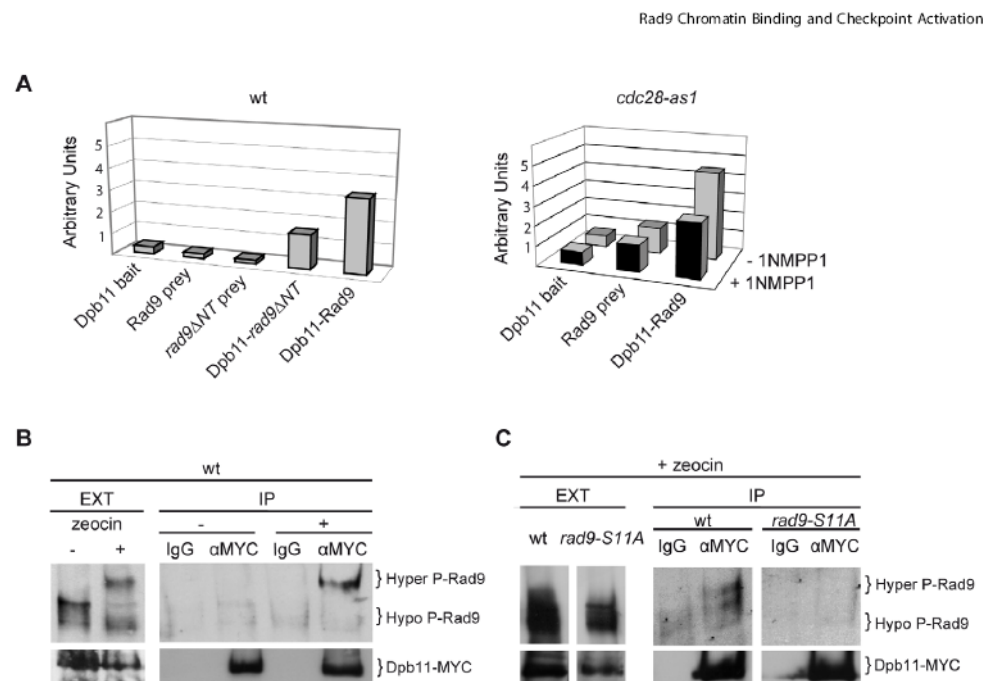 Rad9 Chromatin Binding and Checkpoint Activation
A
wt
Arbitrary Units
5
4
3
2
1
Dpb11 bait
Rad9 prey
rad9ΔNT prey
Dpb11-rad9ΔNT
Dpb11-Rad9
cdc28-as1
Arbitrary Units
5
4
3
2
1
- 1NMPP1
+ 1NMPP1
Dpb11 bait
Rad9 prey
Dpb11-Rad9
B
wt
EXT IP
zeocin - +
- + IgG αMYC IgG αMYC
} Hyper P-Rad9
} Hypo P-Rad9
} Dpb11-MYC
C
+ zeocin
EXT IP
wt rad9-S11A
wt rad9-S11A IgG αMYC IgG αMYC
} Hyper P-Rad9
} Hypo P-Rad9
} Dpb11-MYC